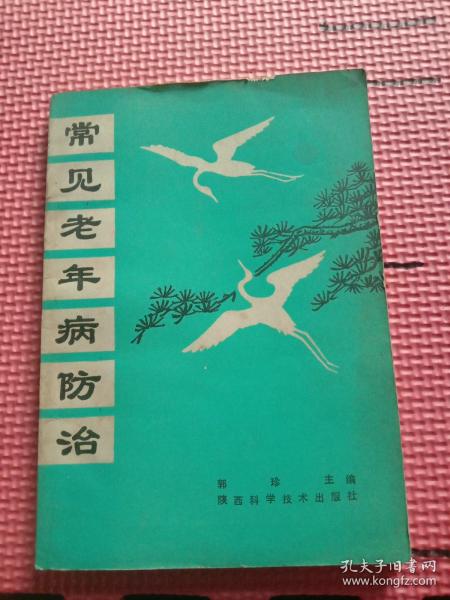 常见老年病防治
郭珍 主编
陕西科学技术出版社
孔夫子旧书网
www.kongfz.com